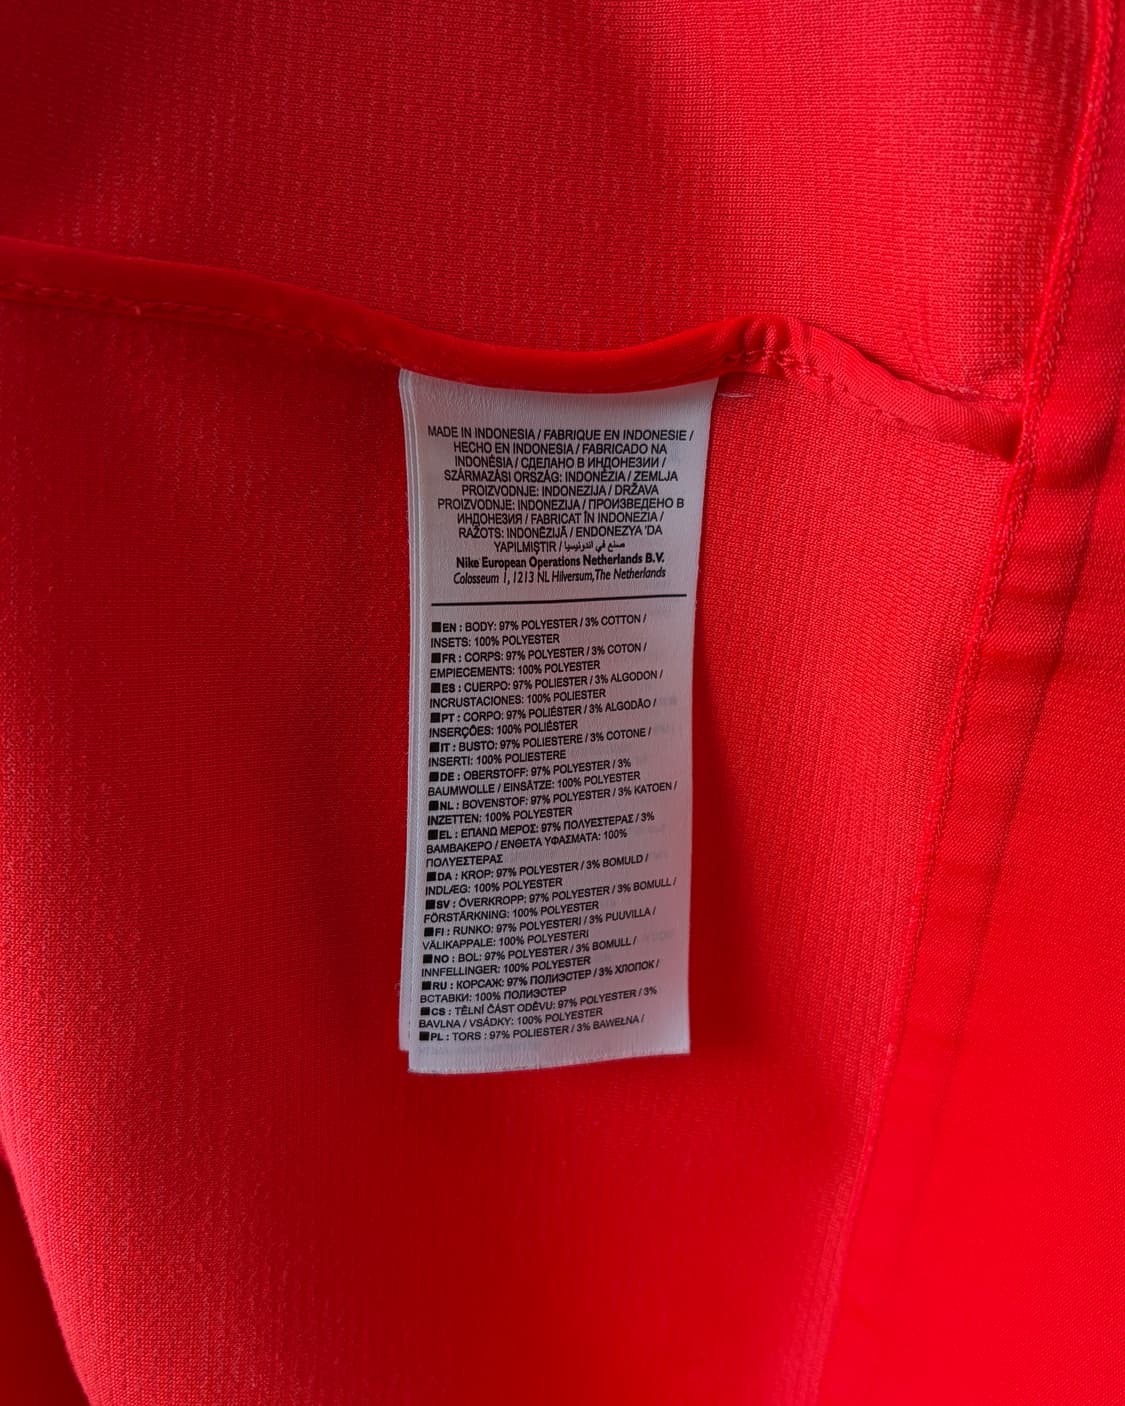 MADE IN INDONESIA / FABRIQUE EN INDONESIE /
HECHO EN INDONESIA / FABRICADO NA
INDONÉSIA / СДЕЛАНО В ИНДОНЕЗИИ /
SZÁRMAZÁSI ORSZÁG: INDONÉZIA / ZEMLJA
PROIZVODNJE: INDONEZIJA / DRŽAVA
PROIZVODNJE: INDONEZIJA / ПРОИЗВЕДЕНО В
ИНДОНЕЗИЯ / FABRICAT ÎN INDONEZIA /
RAŽOTS: INDONĒZIJĀ / ENDONEZYA 'DA
YAPILMIŞTIR / صنع في اندونيسيا
Nike European Operations Netherlands B.V.
Colosseum 1, 1213 NL Hilversum, The Netherlands
EN : BODY: 97% POLYESTER / 3% COTTON /
INSETS: 100% POLYESTER
FR : CORPS: 97% POLYESTER / 3% COTON /
EMPIECEMENTS: 100% POLYESTER
ES : CUERPO: 97% POLIESTER / 3% ALGODON /
INCRUSTACIONES: 100% POLIESTER
PT : CORPO: 97% POLIÉSTER / 3% ALGODÃO /
INSERÇÕES: 100% POLIÉSTER
IT : BUSTO: 97% POLIESTERE / 3% COTONE /
INSERTI: 100% POLIESTERE
DE : OBERSTOFF: 97% POLYESTER / 3%
BAUMWOLLE / EINSÄTZE: 100% POLYESTER
NL : BOVENSTOF: 97% POLYESTER / 3% KATOEN /
INZETTEN: 100% POLYESTER
EL : ΕΠΑΝΩ ΜΕΡΟΣ: 97% ΠΟΛΥΕΣΤΕΡΑΣ / 3%
ΒΑΜΒΑΚΕΡΟ / ΕΝΘΕΤΑ ΥΦΑΣΜΑΤΑ: 100%
ΠΟΛΥΕΣΤΕΡΑΣ
DA : KROP: 97% POLYESTER / 3% BOMULD /
INDLÆG: 100% POLYESTER
SV : ÖVERKROPP: 97% POLYESTER / 3% BOMULL /
FÖRSTÄRKNING: 100% POLYESTER
FI : RUNKO: 97% POLYESTERI / 3% PUUVILLA /
VÄLIKAPPALE: 100% POLYESTERI
NO : BOL: 97% POLYESTER / 3% BOMULL /
INNFELLINGER: 100% POLYESTER
RU : КОРСАЖ: 97% ПОЛИЭСТЕР / 3% ХЛОПОК /
ВСТАВКИ: 100% ПОЛИЭСТЕР
CS : TĚLNÍ ČÁST ODĚVU: 97% POLYESTER / 3%
BAVLNA / VSÁDKY: 100% POLYESTER
PL : TORS : 97% POLIESTER / 3% BAWEŁNA /